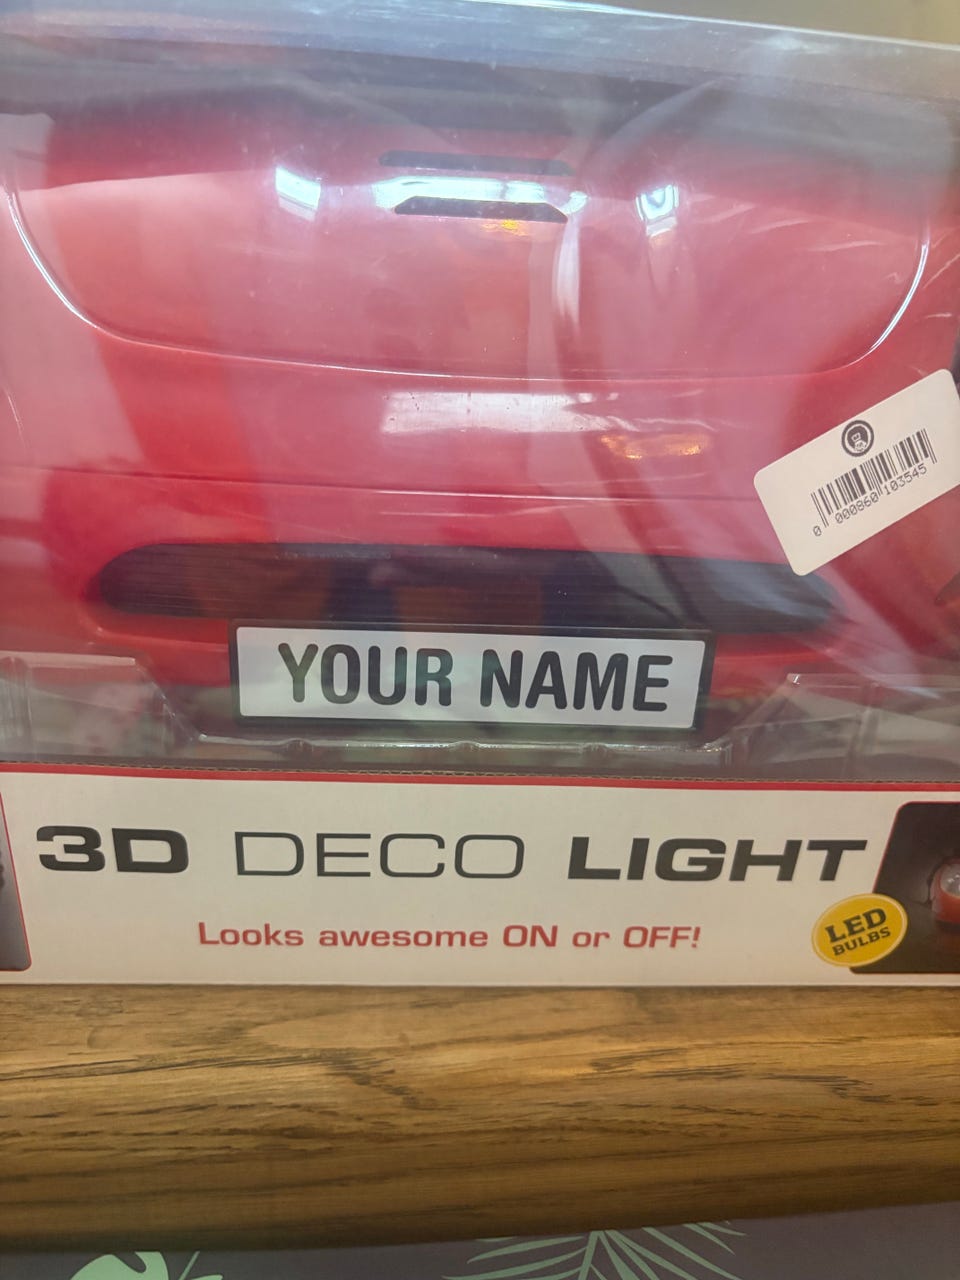 0 000860 103545
YOUR NAME
3D DECO LIGHT
Looks awesome ON or OFF!
LED
BULBS